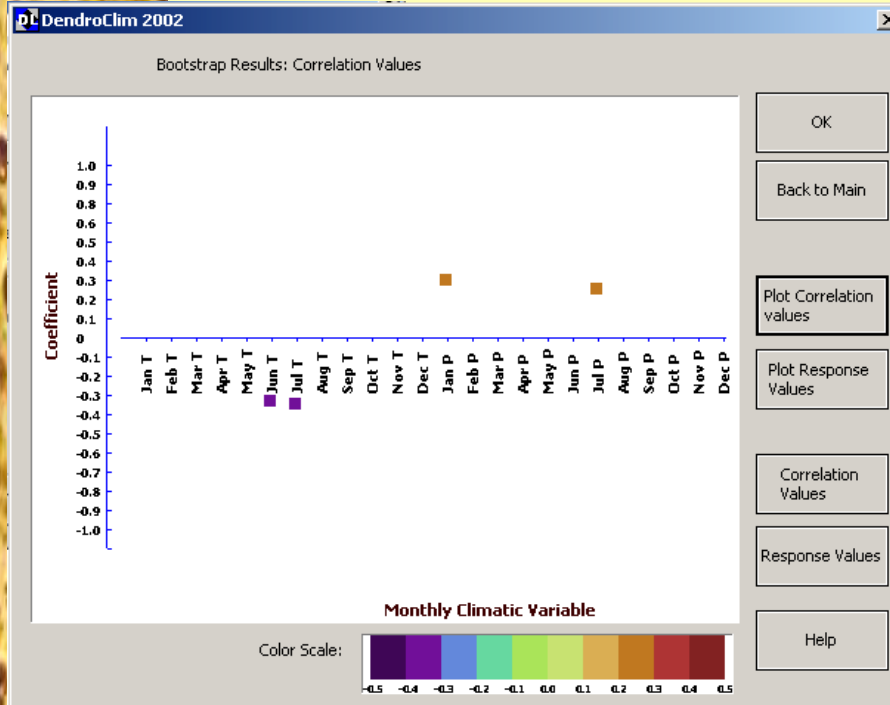 DendroClim 2002
Bootstrap Results: Correlation Values
1.0
0.9
0.8
0.7
0.6
0.5
0.4
0.3
0.2
0.1
0
-0.1
-0.2
-0.3
-0.4
-0.5
-0.6
-0.7
-0.8
-0.9
-1.0
Coefficient
Jan T
Feb T
Mar T
Apr T
May T
Jun T
Jul T
Aug T
Sep T
Oct T
Nov T
Dec T
Jan P
Feb P
Mar P
Apr P
May P
Jun P
Jul P
Aug P
Sep P
Oct P
Nov P
Dec P
Monthly Climatic Variable
Color Scale:
-0.5 -0.4 -0.3 -0.2 -0.1 0.0 0.1 0.2 0.3 0.4 0.5
OK
Back to Main
Plot Correlation
values
Plot Response
Values
Correlation
Values
Response Values
Help